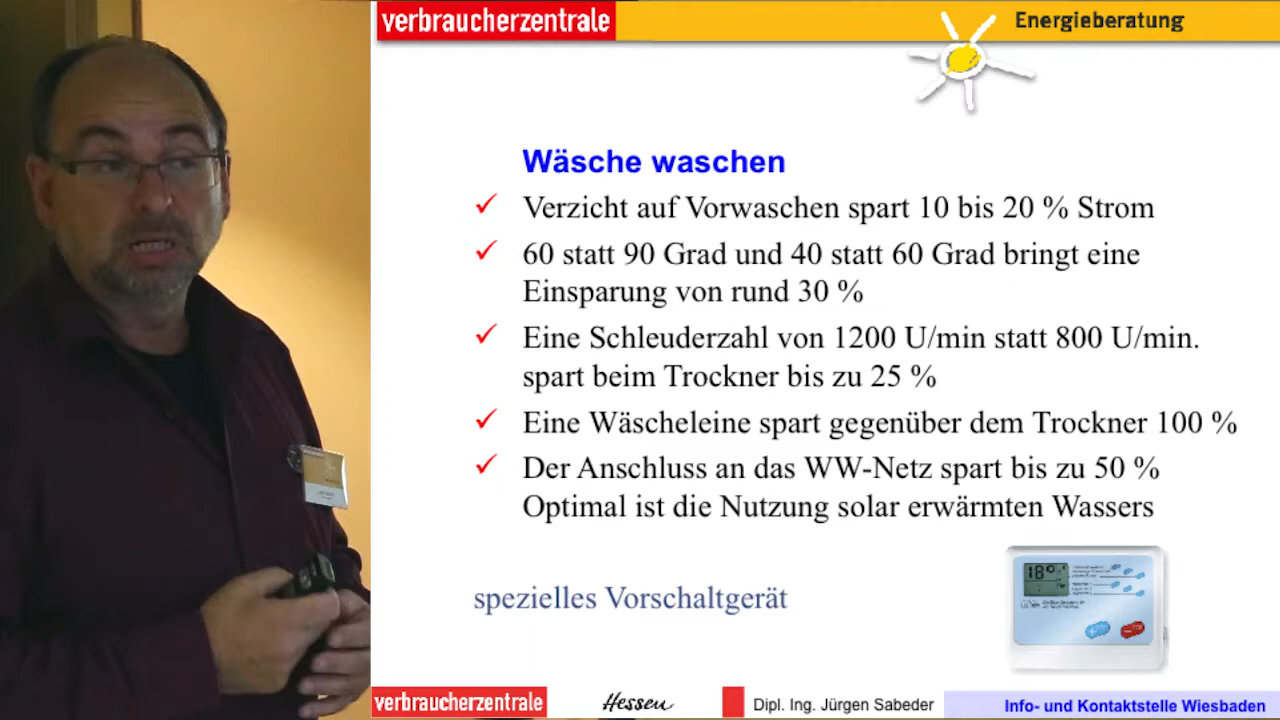 verbraucherzentrale
Energieberatung
Wäsche waschen
Verzicht auf Vorwaschen spart 10 bis 20 % Strom
60 statt 90 Grad und 40 statt 60 Grad bringt eine
Einsparung von rund 30 %
Eine Schleuderzahl von 1200 U/min statt 800 U/min.
spart beim Trockner bis zu 25 %
Eine Wäscheleine spart gegenüber dem Trockner 100 %
Der Anschluss an das WW-Netz spart bis zu 50 %
Optimal ist die Nutzung solar erwärmten Wassers
18°
spezielles Vorschaltgerät
verbraucherzentrale
Hessen
Dipl. Ing. Jürgen Sabeder
Info- und Kontaktstelle Wiesbaden